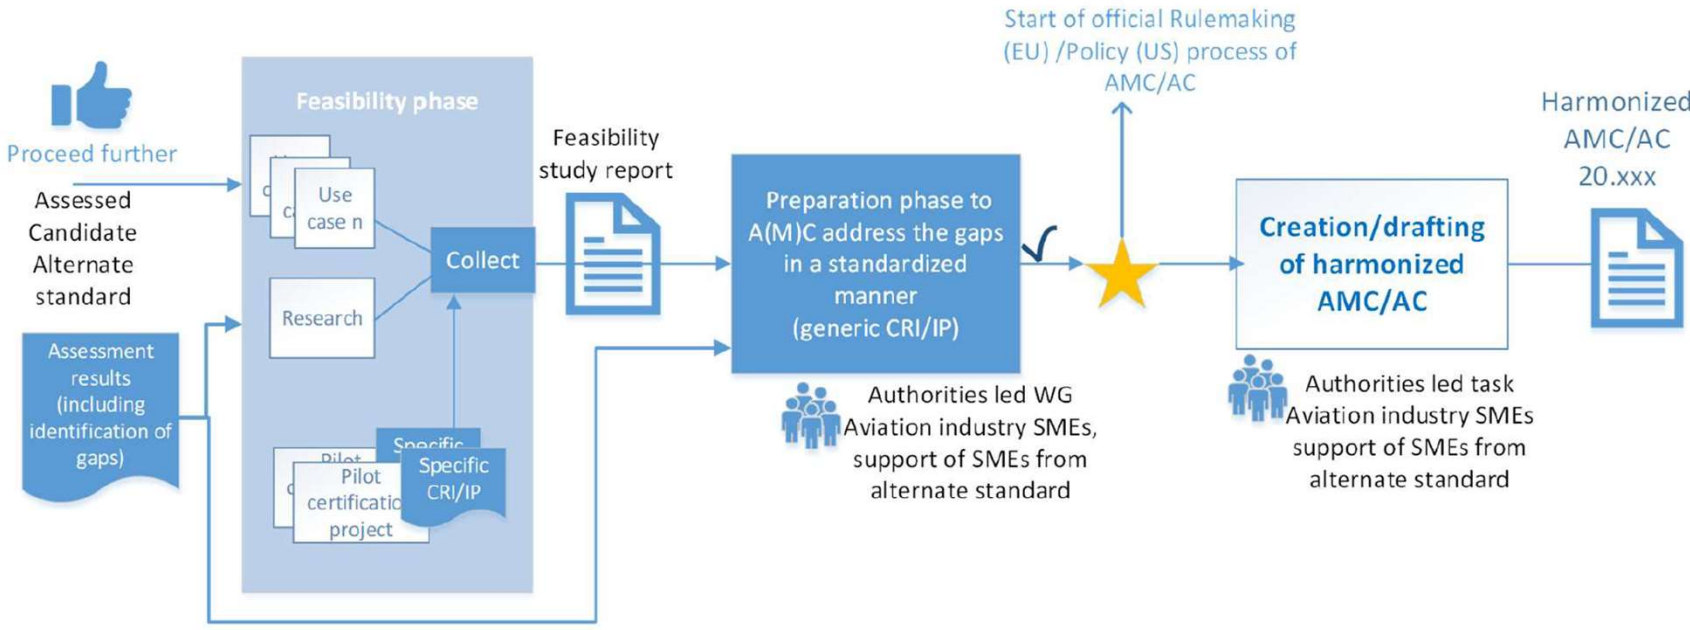 Start of official Rulemaking
(EU) /Policy (US) process of
AMC/AC
Proceed further
Assessed
Candidate
Alternate
standard
Assessment
results
(including
identification of
gaps)
Feasibility phase
Use
case n
Research
Collect
Pilot
Specific
Pilot
certification
project
Specific
CRI/IP
Feasibility
study report
Preparation phase to
A(M)C address the gaps
in a standardized
manner
(generic CRI/IP)
Authorities led WG
Aviation industry SMEs,
support of SMEs from
alternate standard
Creation/drafting
of harmonized
AMC/AC
Authorities led task
Aviation industry SMEs
support of SMEs from
alternate standard
Harmonized
AMC/AC
20.xxx